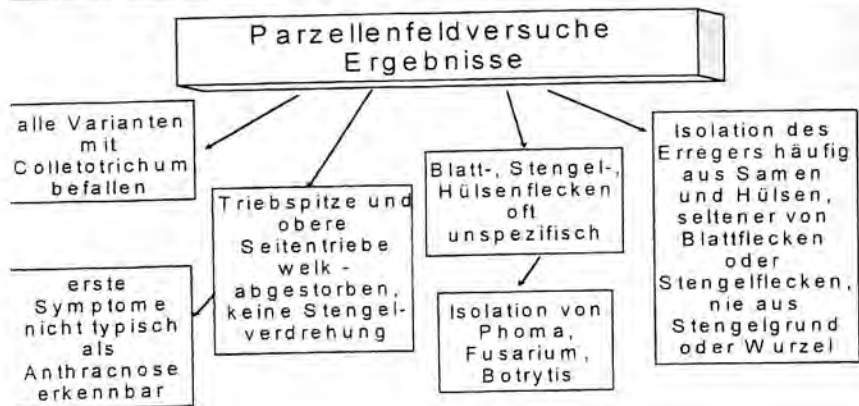 Parzellenfeldversuche
Ergebnisse
alle Varianten
mit
Colletotrichum
befallen
Triebspitze und
obere
Seitentriebe
welk -
abgestorben,
keine Stengel-
verdrehung
erste
Symptome
nicht typisch
als
Anthracnose
erkennbar
Blatt-, Stengel-,
Hülsenflecken
oft
unspezifisch
Isolation von
Phoma,
Fusarium,
Botrytis
Isolation des
Erregers häufig
aus Samen
und Hülsen,
seltener von
Blattflecken
oder
Stengelflecken,
nie aus
Stengelgrund
oder Wurzel